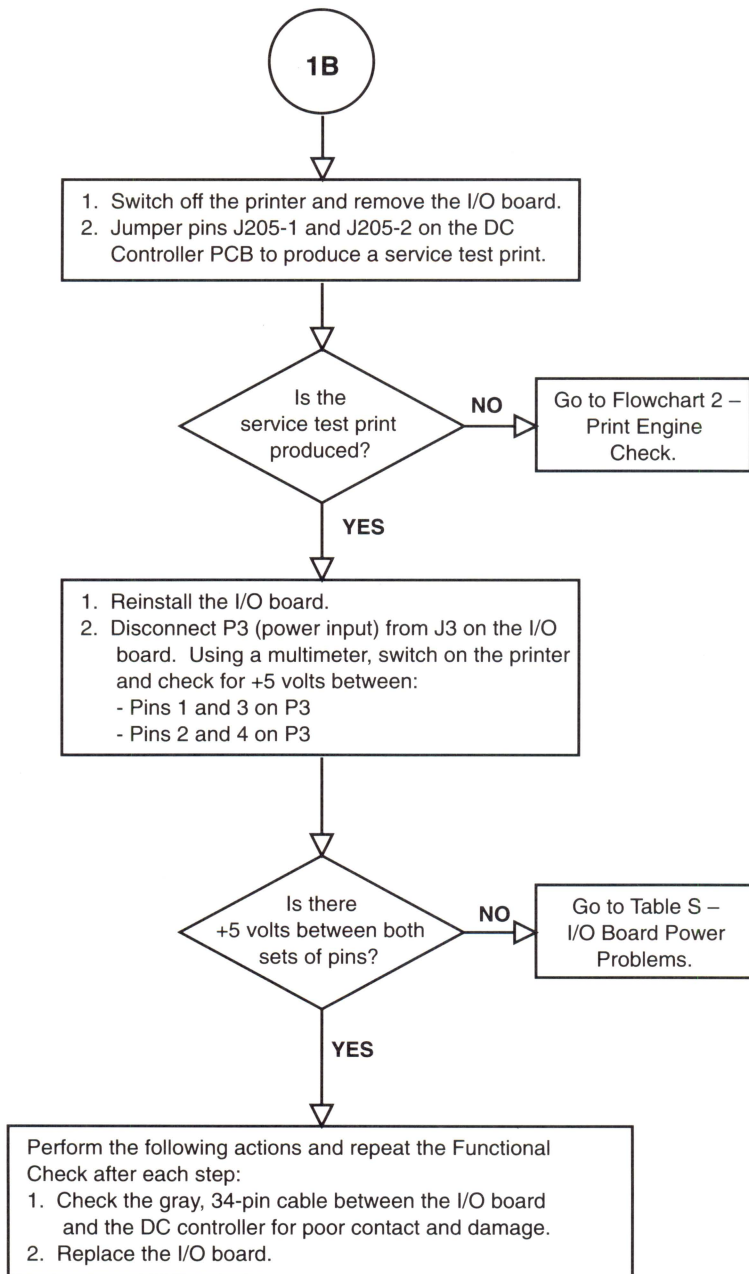 1B
1. Switch off the printer and remove the I/O board.
2. Jumper pins J205-1 and J205-2 on the DC
Controller PCB to produce a service test print.
Is the
service test print
produced?
NO
Go to Flowchart 2 –
Print Engine
Check.
YES
1. Reinstall the I/O board.
2. Disconnect P3 (power input) from J3 on the I/O
board. Using a multimeter, switch on the printer
and check for +5 volts between:
- Pins 1 and 3 on P3
- Pins 2 and 4 on P3
Is there
+5 volts between both
sets of pins?
NO
Go to Table S –
I/O Board Power
Problems.
YES
Perform the following actions and repeat the Functional
Check after each step:
1. Check the gray, 34-pin cable between the I/O board
and the DC controller for poor contact and damage.
2. Replace the I/O board.